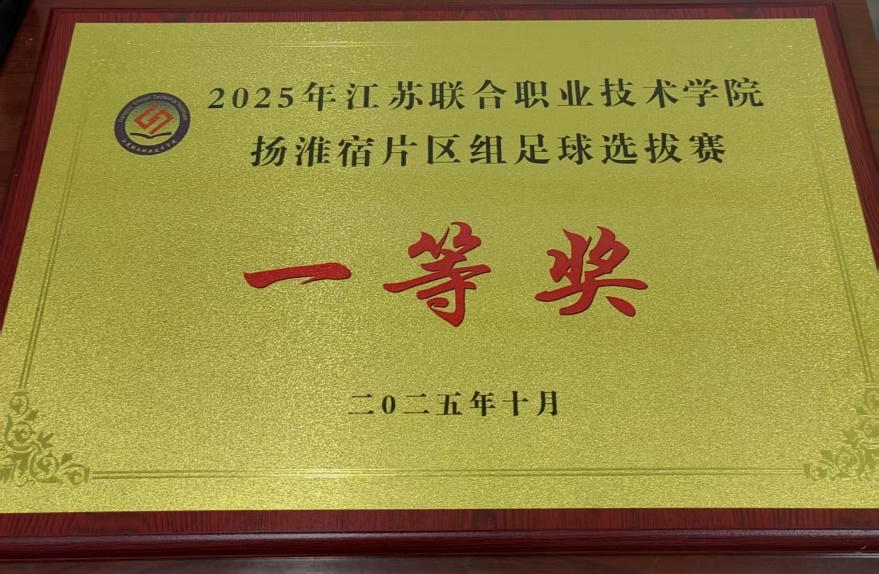 2025年江苏联合职业技术学院
扬淮宿片区组足球选拔赛
一等奖
二0二五年十月